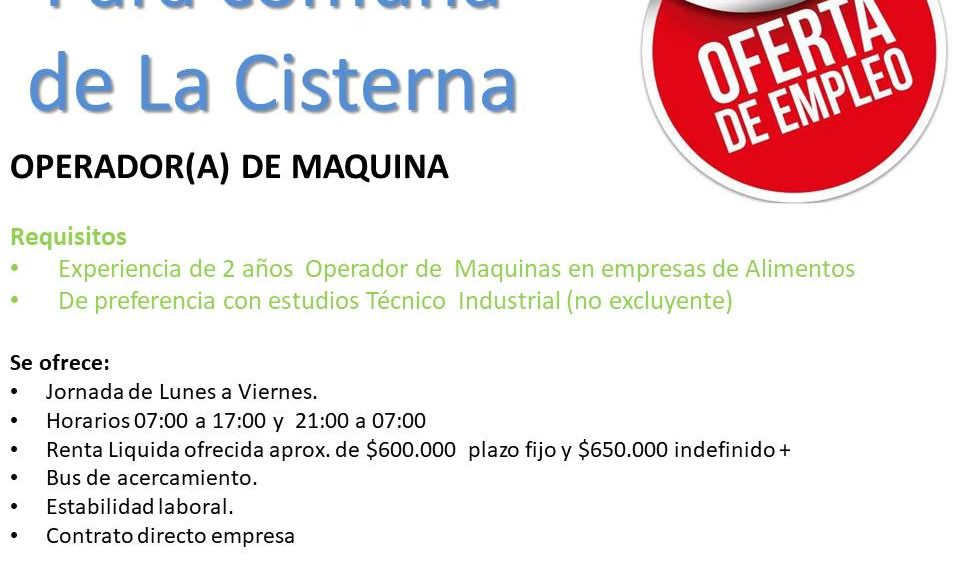 Para comuna
de La Cisterna
OFERTA
DE EMPLEO
OPERADOR(A) DE MAQUINA
Requisitos
• Experiencia de 2 años Operador de Maquinas en empresas de Alimentos
• De preferencia con estudios Técnico Industrial (no excluyente)
Se ofrece:
• Jornada de Lunes a Viernes.
• Horarios 07:00 a 17:00 y 21:00 a 07:00
• Renta Liquida ofrecida aprox. de $600.000 plazo fijo y $650.000 indefinido +
• Bus de acercamiento.
• Estabilidad laboral.
• Contrato directo empresa